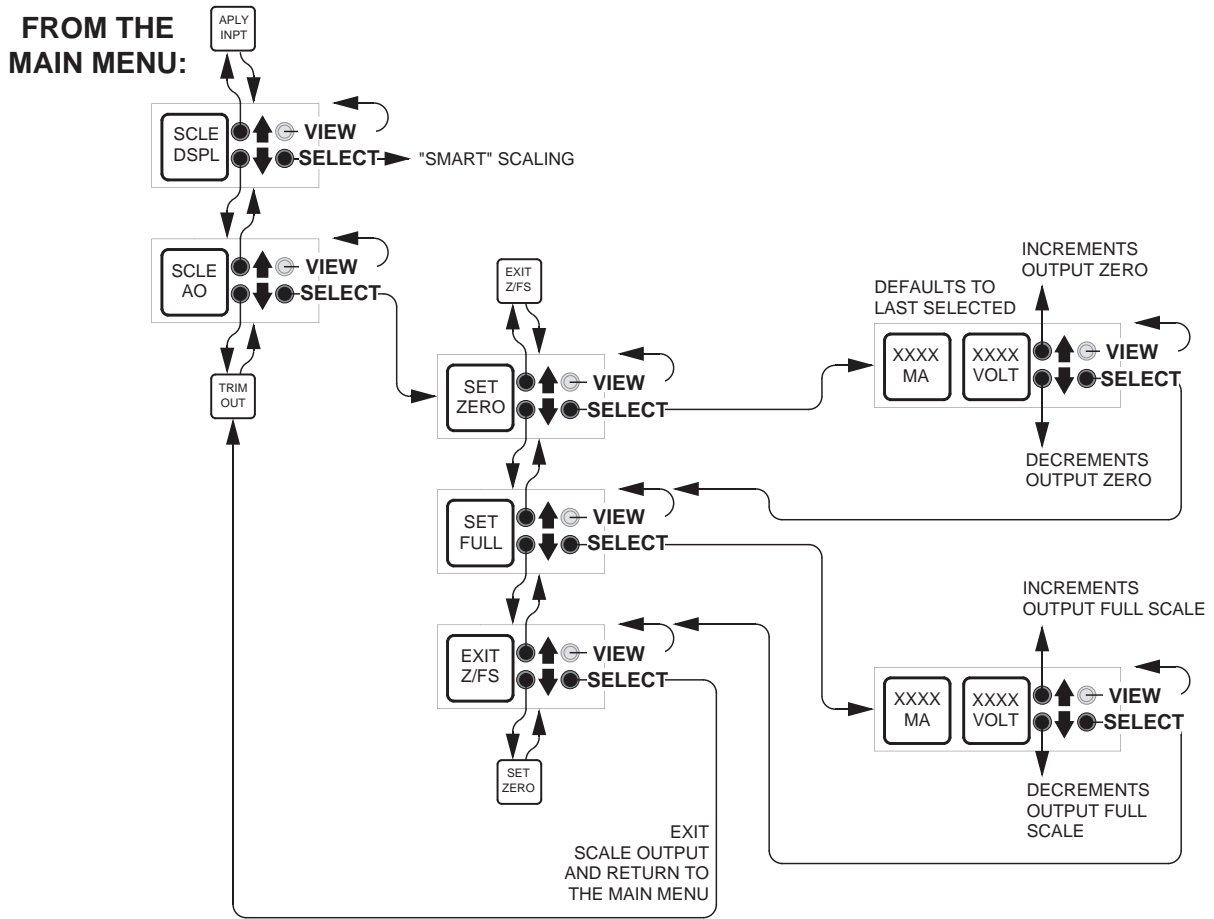 FROM THE
MAIN MENU:
APLY
INPT
SCLE
DSPL
VIEW
SELECT
"SMART" SCALING
SCLE
AO
VIEW
SELECT
TRIM
OUT
EXIT
Z/FS
SET
ZERO
VIEW
SELECT
DEFAULTS TO
LAST SELECTED
INCREMENTS
OUTPUT ZERO
XXXX
MA
XXXX
VOLT
VIEW
SELECT
DECREMENTS
OUTPUT ZERO
SET
FULL
VIEW
SELECT
EXIT
Z/FS
VIEW
SELECT
SET
ZERO
INCREMENTS
OUTPUT FULL SCALE
XXXX
MA
XXXX
VOLT
VIEW
SELECT
DECREMENTS
OUTPUT FULL
SCALE
EXIT
SCALE OUTPUT
AND RETURN TO
THE MAIN MENU